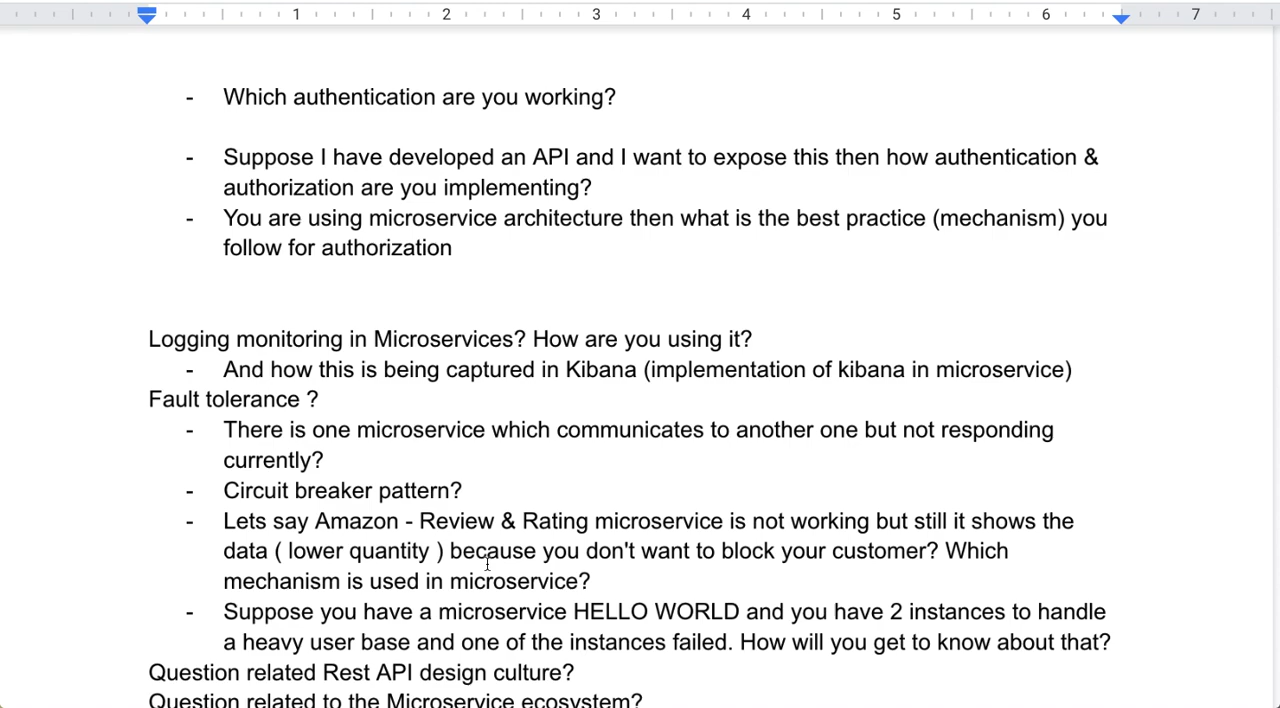 1 2 3 4 5 6 7
- Which authentication are you working?
- Suppose I have developed an API and I want to expose this then how authentication &
authorization are you implementing?
- You are using microservice architecture then what is the best practice (mechanism) you
follow for authorization
Logging monitoring in Microservices? How are you using it?
- And how this is being captured in Kibana (implementation of kibana in microservice)
Fault tolerance ?
- There is one microservice which communicates to another one but not responding
currently?
- Circuit breaker pattern?
- Lets say Amazon - Review & Rating microservice is not working but still it shows the
data ( lower quantity ) because you don't want to block your customer? Which
mechanism is used in microservice?
- Suppose you have a microservice HELLO WORLD and you have 2 instances to handle
a heavy user base and one of the instances failed. How will you get to know about that?
Question related Rest API design culture?
Question related to the Microservice ecosystem?